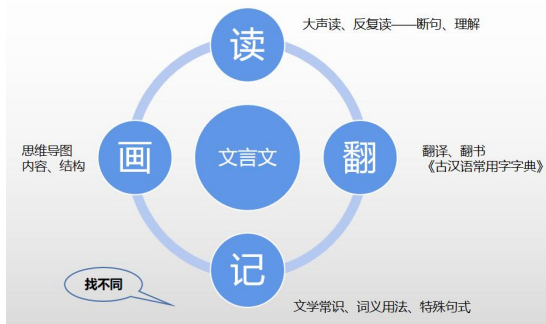 读
大声读、反复读——断句、理解
画
思维导图
内容、结构
文言文
翻
翻译、翻书
《古汉语常用字字典》
记
找不同
文学常识、词义用法、特殊句式